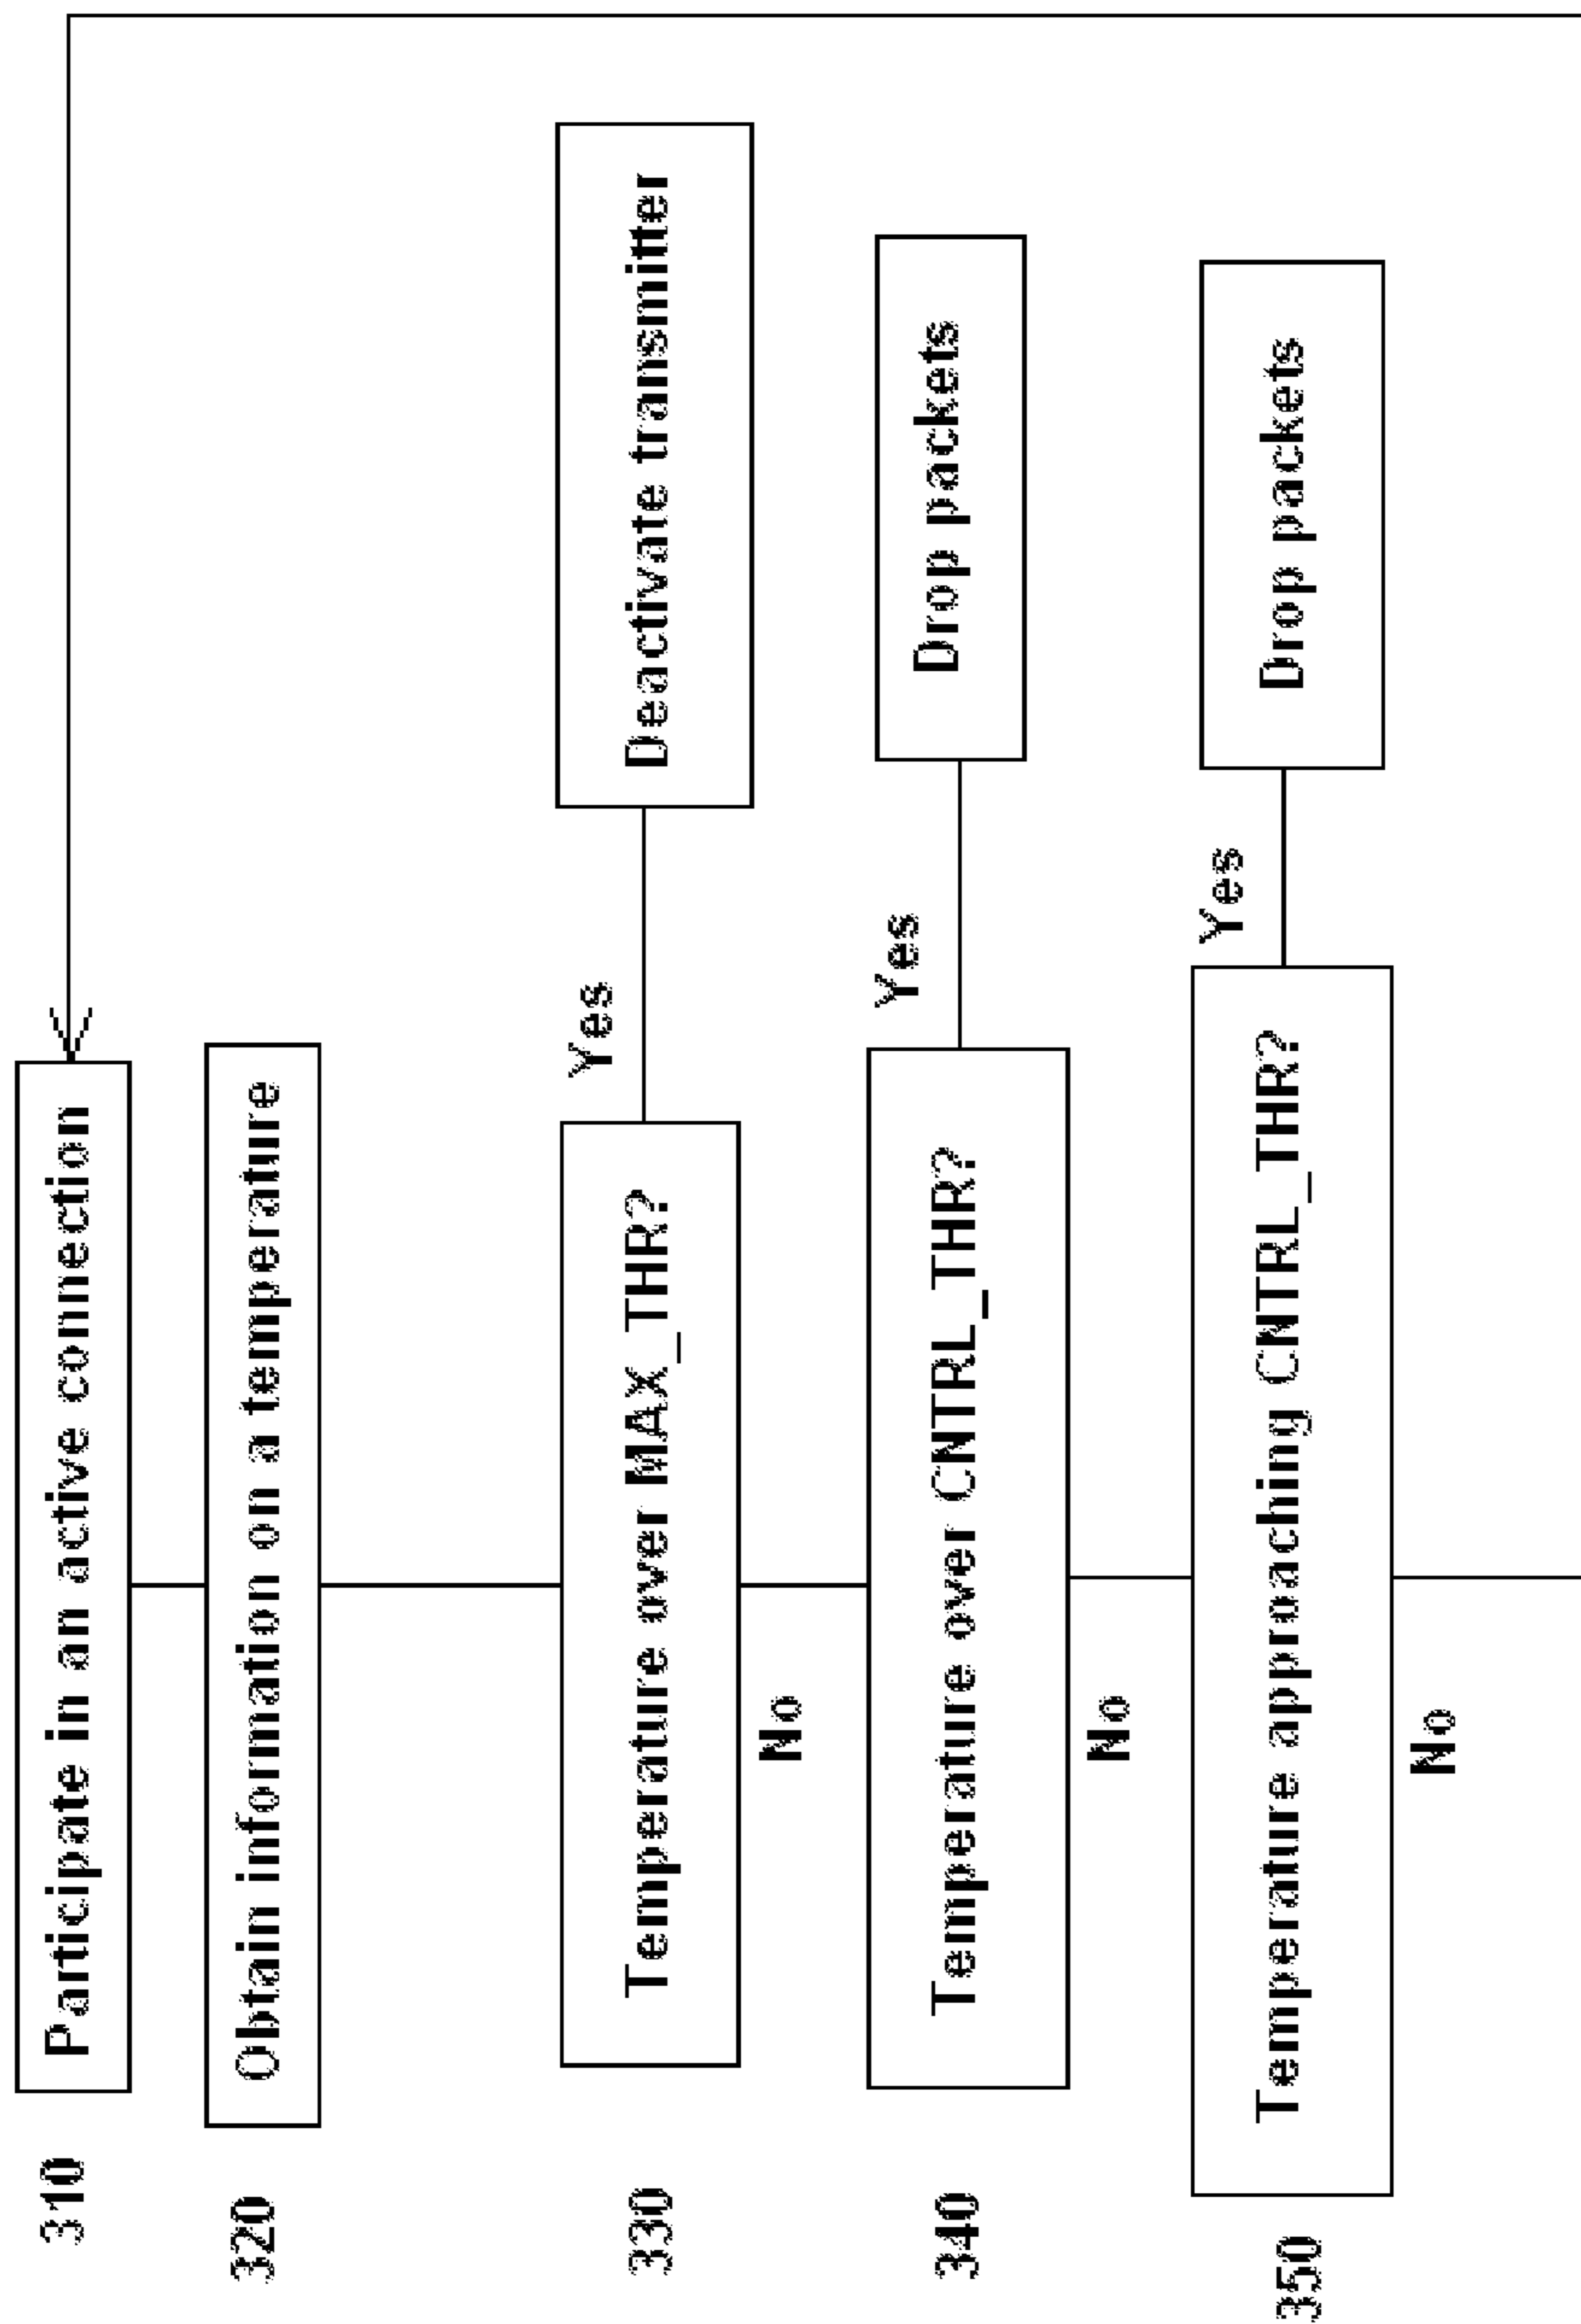 310
Participate in an active connection
320
Obtain information on a temperature
330
Temperature over MAX_THR?
Yes
Deactivate transmitter
No
340
Temperature over CNTRL_THR?
Yes
Drop packets
No
350
Temperature approaching CNTRL_THR?
Yes
Drop packets
No